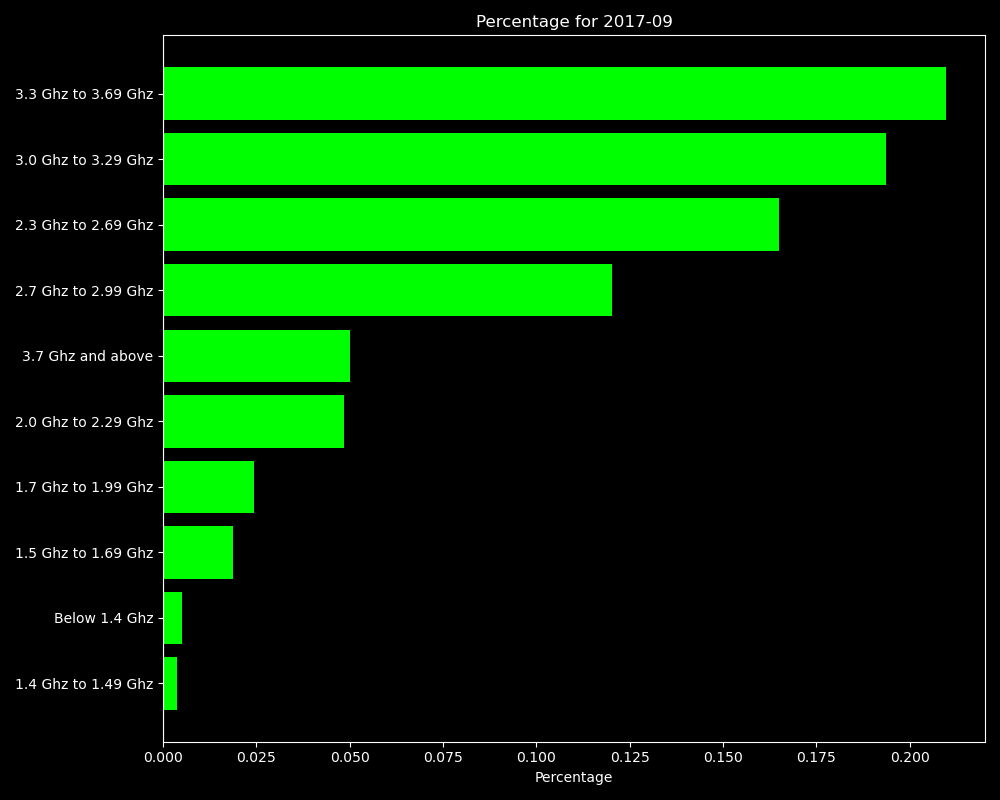 Percentage for 2017-09
3.3 Ghz to 3.69 Ghz
3.0 Ghz to 3.29 Ghz
2.3 Ghz to 2.69 Ghz
2.7 Ghz to 2.99 Ghz
3.7 Ghz and above
2.0 Ghz to 2.29 Ghz
1.7 Ghz to 1.99 Ghz
1.5 Ghz to 1.69 Ghz
Below 1.4 Ghz
1.4 Ghz to 1.49 Ghz
0.000 0.025 0.050 0.075 0.100 0.125 0.150 0.175 0.200
Percentage